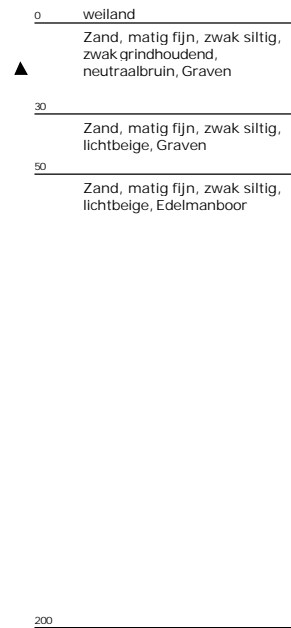 0 weiland
Zand, matig fijn, zwak siltig,
zwak grindhoudend,
neutraalbruin, Graven
30
Zand, matig fijn, zwak siltig,
lichtbeige, Graven
50
Zand, matig fijn, zwak siltig,
lichtbeige, Edelmanboor
200